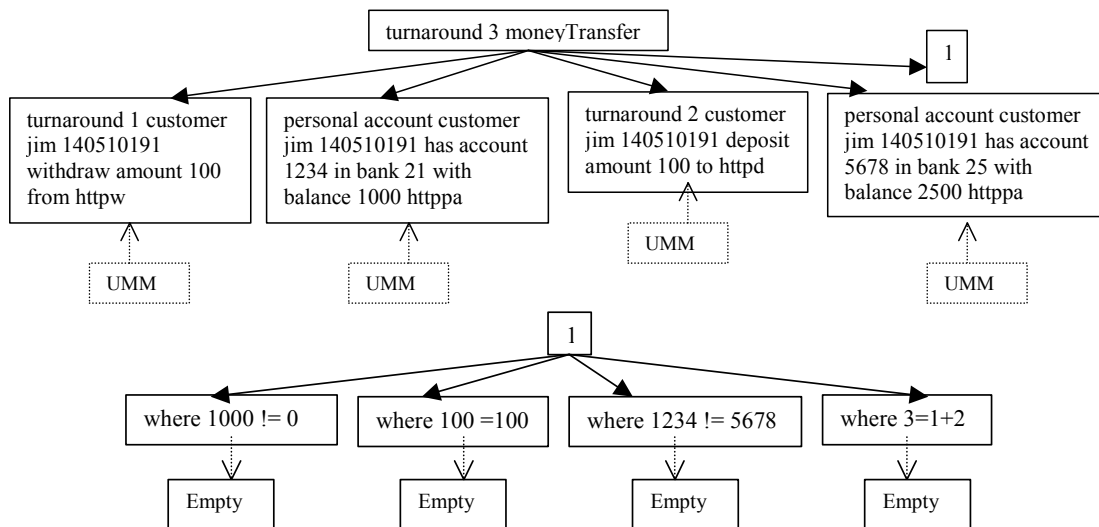 turnaround 3 moneyTransfer
1
turnaround 1 customer
jim 140510191
withdraw amount 100
from httpw
personal account customer
jim 140510191 has account
1234 in bank 21 with
balance 1000 httppa
turnaround 2 customer
jim 140510191 deposit
amount 100 to httpd
personal account customer
jim 140510191 has account
5678 in bank 25 with
balance 2500 httppa
UMM
UMM
UMM
UMM
1
where 1000 != 0
where 100 =100
where 1234 != 5678
where 3=1+2
Empty
Empty
Empty
Empty